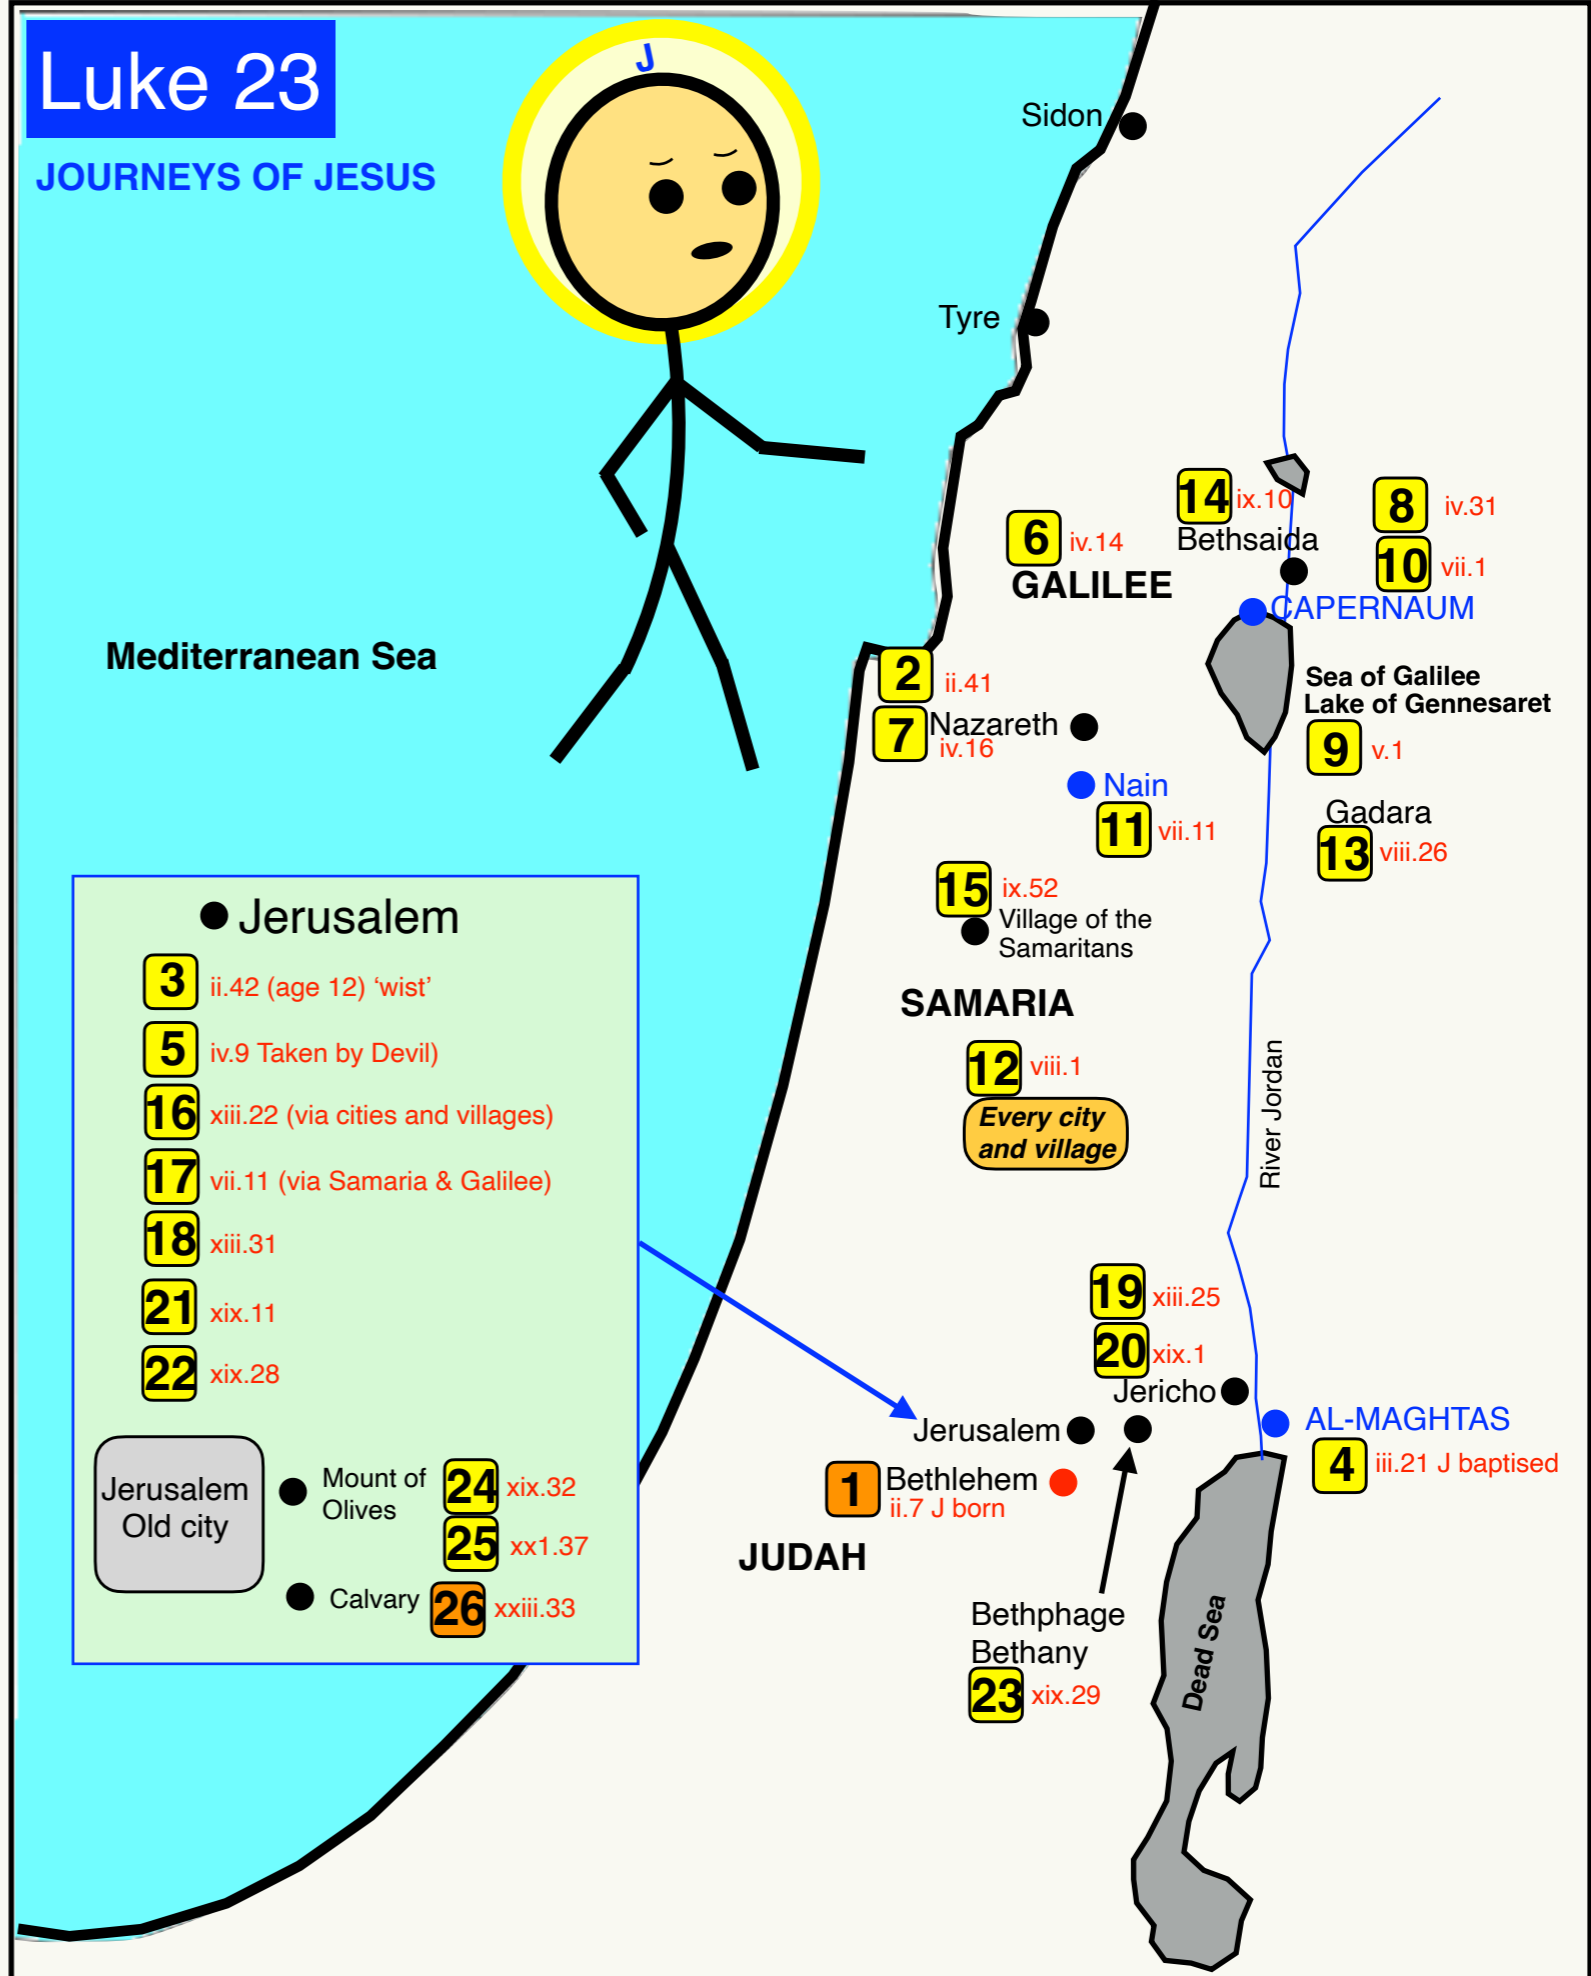 Luke 23
JOURNEYS OF JESUS
J
Sidon
Tyre
14 ix.10
Bethsaida
8 iv.31
10 vii.1
CAPERNAUM
6 iv.14
GALILEE
Mediterranean Sea
2 ii.41
7 Nazareth
iv.16
Sea of Galilee
Lake of Gennesaret
9 v.1
Nain
11 vii.11
Gadara
13 viii.26
15 ix.52
Village of the
Samaritans
SAMARIA
12 viii.1
Every city
and village
River Jordan
Jerusalem
3 ii.42 (age 12) ‘wist’
5 iv.9 Taken by Devil)
16 xiii.22 (via cities and villages)
17 vii.11 (via Samaria & Galilee)
18 xiii.31
21 xix.11
22 xix.28
Jerusalem
Old city
Mount of
Olives
24 xix.32
25 xx1.37
Calvary 26 xxiii.33
19 xiii.25
20 xix.1
Jericho
Jerusalem
AL-MAGHTAS
4 iii.21 J baptised
1 Bethlehem
ii.7 J born
JUDAH
Bethphage
Bethany
23 xix.29
Dead Sea